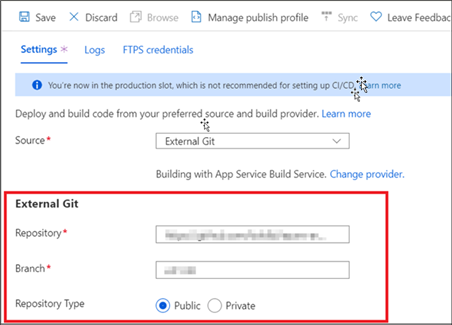 Save Discard Browse Manage publish profile Sync Leave Feedback
Settings * Logs FTPS credentials
You're now in the production slot, which is not recommended for setting up CI/CD. Learn more
Deploy and build code from your preferred source and build provider. Learn more
Source* External Git
Building with App Service Build Service. Change provider.
External Git
Repository*
Branch*
Repository Type Public Private